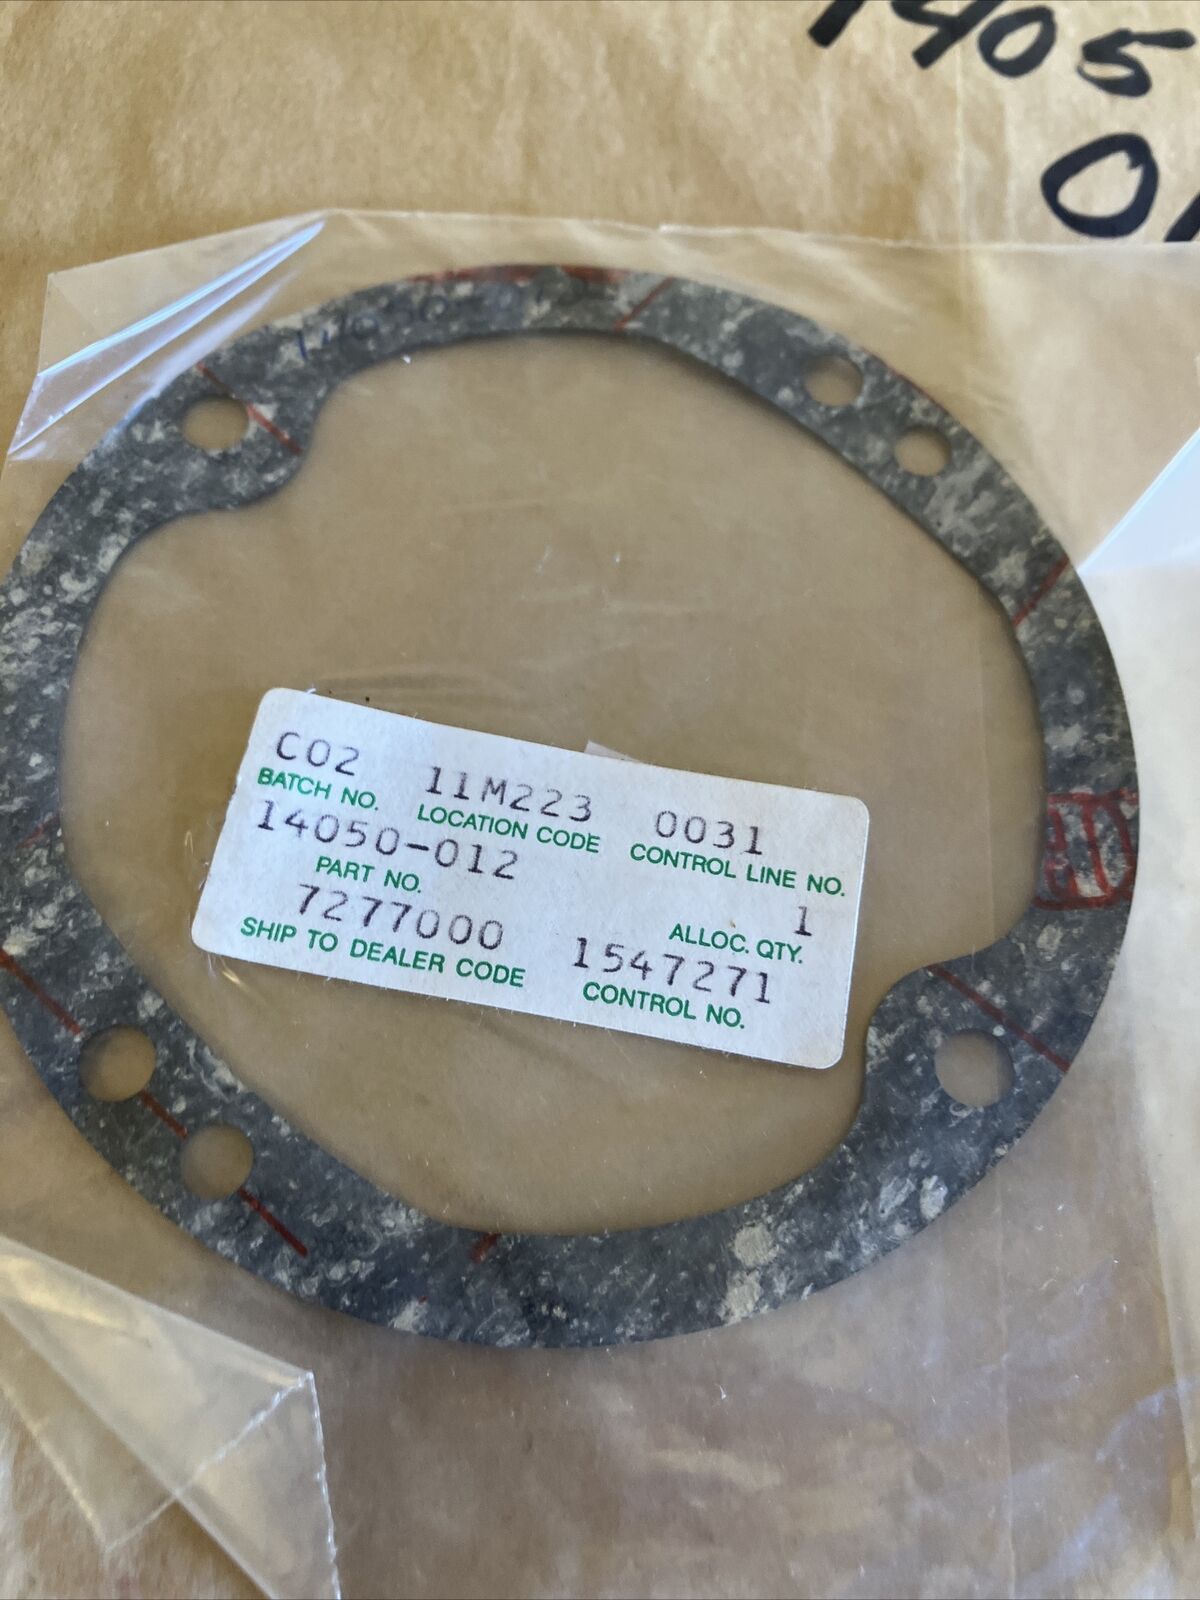 1405
C02 11M223 0031
BATCH NO. LOCATION CODE CONTROL LINE NO.
14050-012 1
PART NO. ALLOC. QTY.
7277000 1547271
SHIP TO DEALER CODE CONTROL NO.